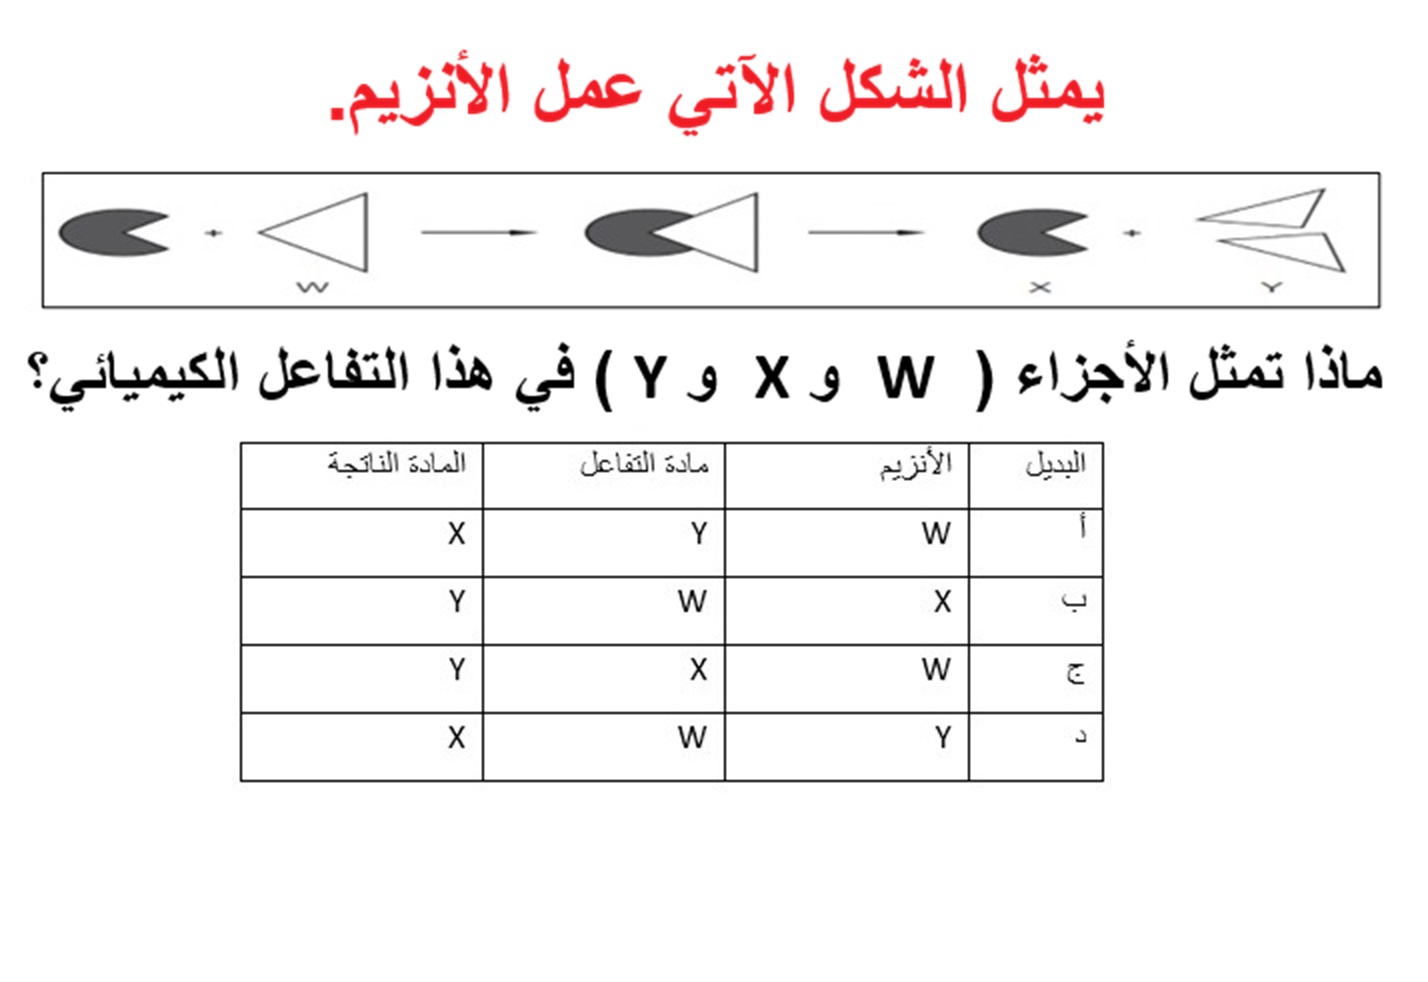 يمثل الشكل الآتي عمل الأنزيم.
+ +
W X Y
ماذا تمثل الأجزاء ( W و X و Y ) في هذا التفاعل الكيميائي؟
البديل الأنزيم مادة التفاعل المادة الناتجة
أ W Y X
ب X W Y
ج W X Y
د Y W X